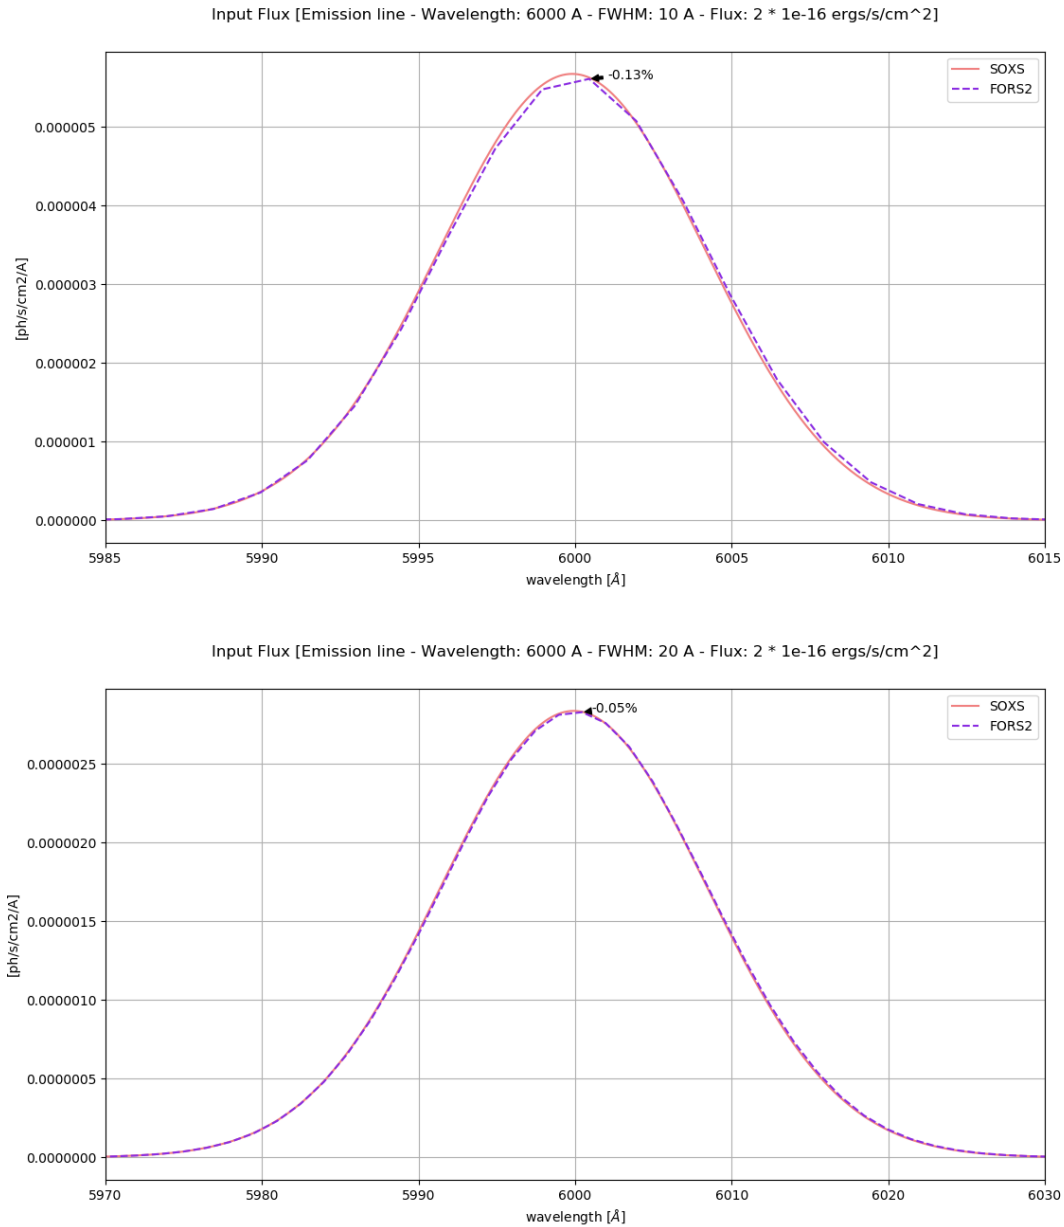 Input Flux [Emission line - Wavelength: 6000 A - FWHM: 10 A - Flux: 2 * 1e-16 ergs/s/cm^2]
SOXS
FORS2
-0.13%
0.000005
0.000004
0.000003
0.000002
0.000001
0.000000
[ph/s/cm2/A]
5985 5990 5995 6000 6005 6010 6015
wavelength [Å]
Input Flux [Emission line - Wavelength: 6000 A - FWHM: 20 A - Flux: 2 * 1e-16 ergs/s/cm^2]
SOXS
FORS2
-0.05%
0.0000025
0.0000020
0.0000015
0.0000010
0.0000005
0.0000000
[ph/s/cm2/A]
5970 5980 5990 6000 6010 6020 6030
wavelength [Å]